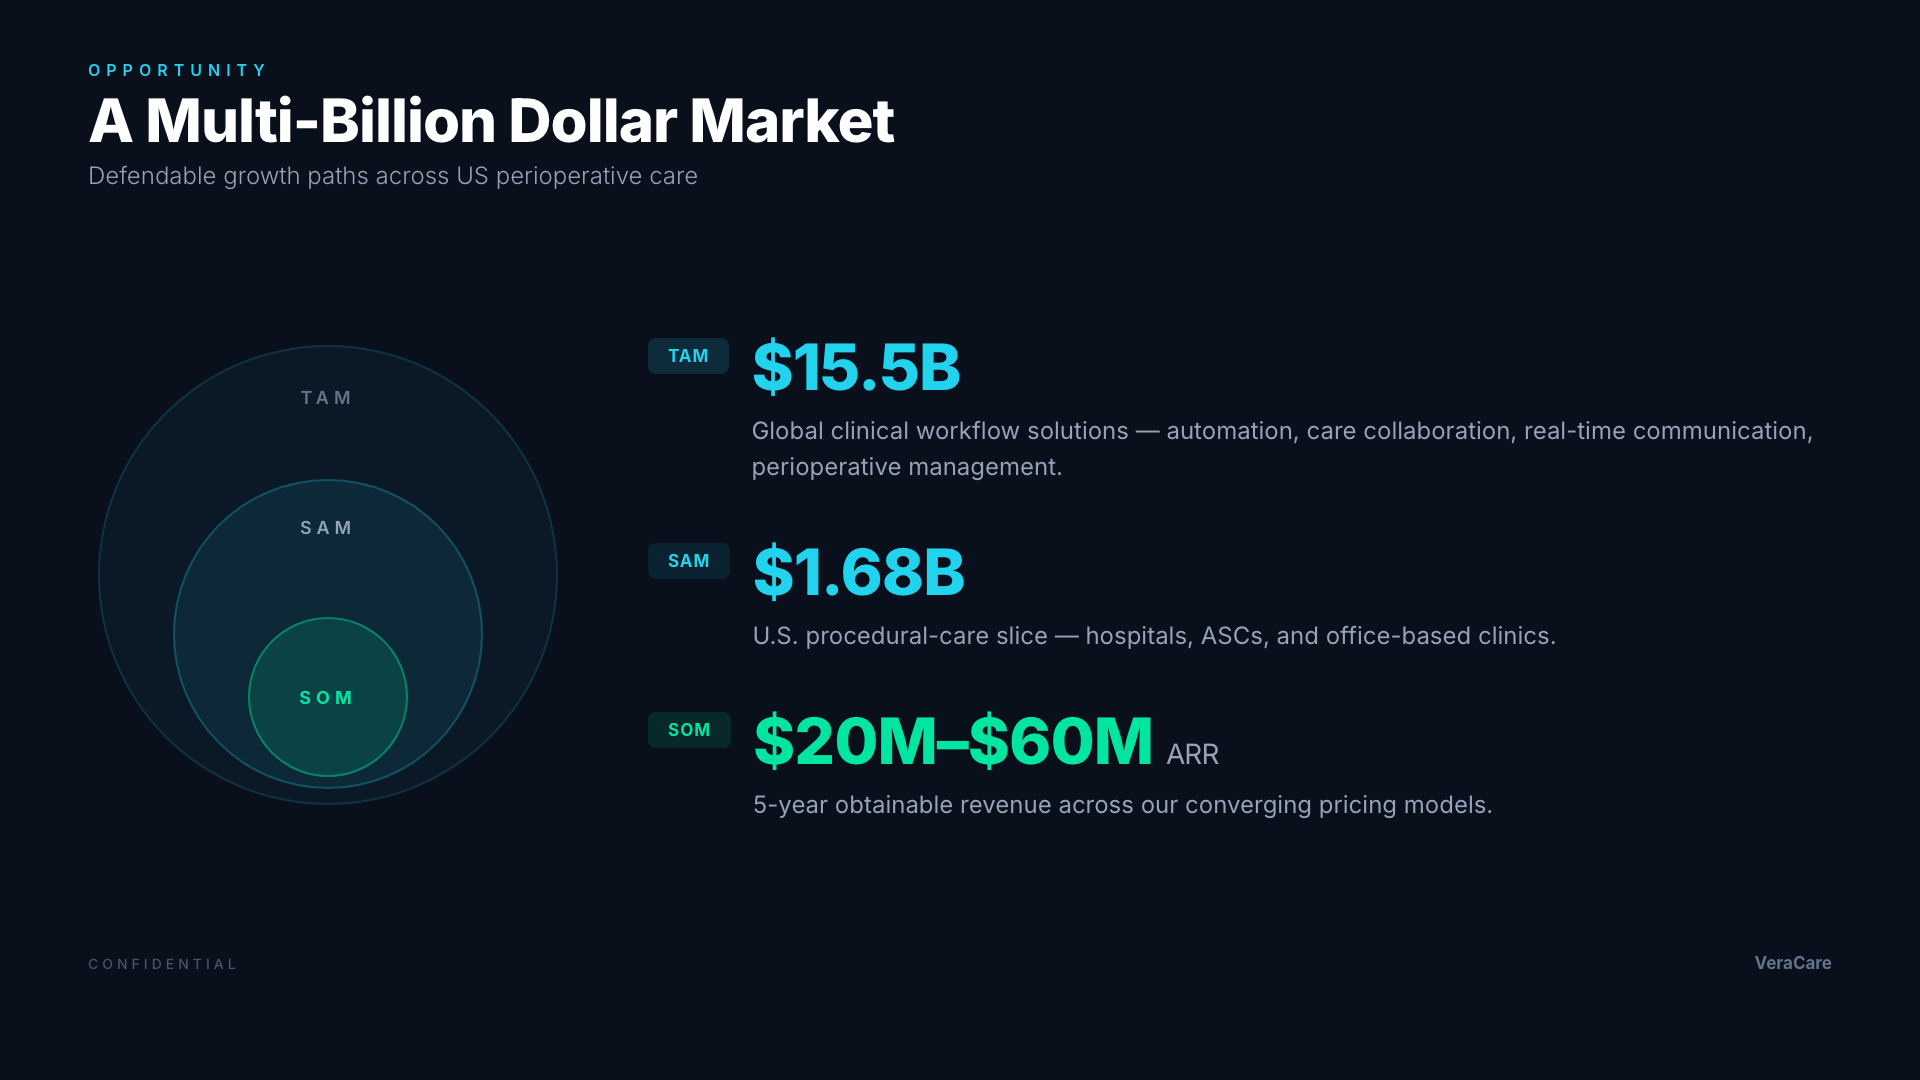 OPPORTUNITY
A Multi-Billion Dollar Market
Defendable growth paths across US perioperative care
TAM
SAM
SOM
TAM
$15.5B
Global clinical workflow solutions — automation, care collaboration, real-time communication,
perioperative management.
SAM
$1.68B
U.S. procedural-care slice — hospitals, ASCs, and office-based clinics.
SOM
$20M–$60M ARR
5-year obtainable revenue across our converging pricing models.
CONFIDENTIAL
VeraCare